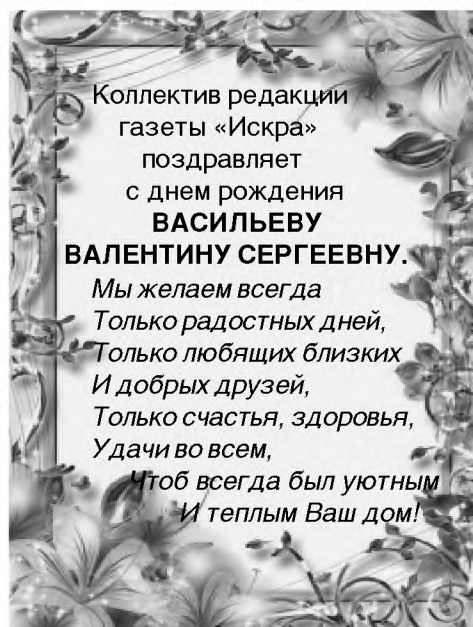 Коллектив редакции
газеты «Искра»
поздравляет
с днем рождения
ВАСИЛЬЕВУ
ВАЛЕНТИНУ СЕРГЕЕВНУ.
Мы желаем всегда
Только радостных дней,
Только любящих близких
И добрых друзей,
Только счастья, здоровья,
Удачи во всем,
Чтоб всегда был уютным
И теплым Ваш дом!